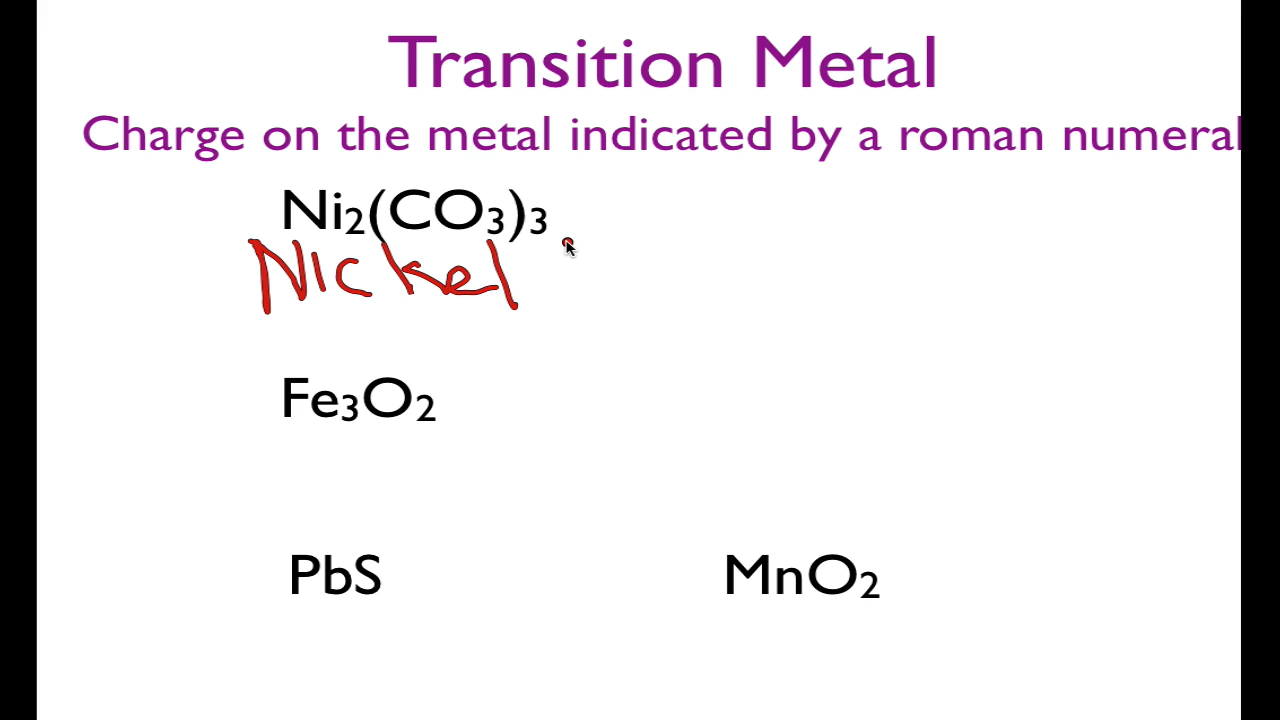 Transition Metal
Charge on the metal indicated by a roman numeral
Ni₂(CO₃)₃
Nickel
Fe₃O₂
PbS MnO₂